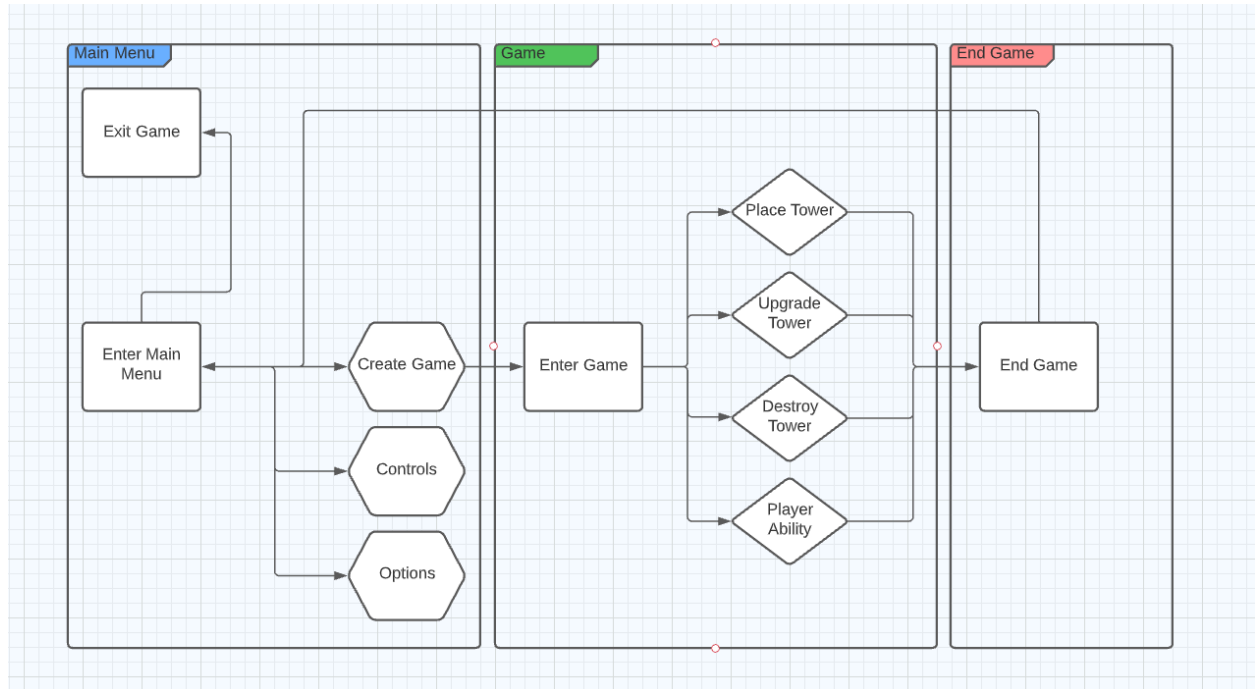 Main Menu
Game
End Game
Exit Game
Place Tower
Upgrade
Tower
Enter Main
Menu
Create Game
Enter Game
End Game
Destroy
Tower
Controls
Player
Ability
Options